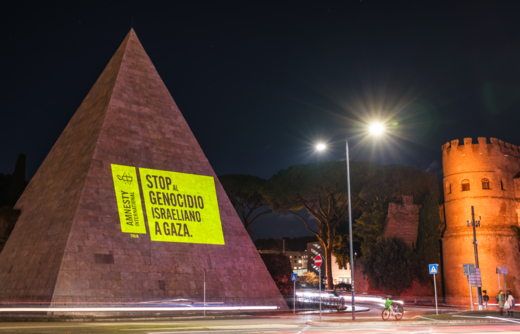 AMNESTY
INTERNATIONAL
STOP AL
GENOCIDIO
ISRAELIANO
A GAZA.